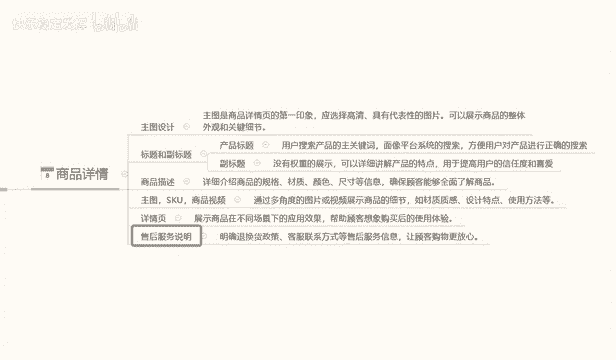 主图是商品详情页的第一印象，应选择高清、具有代表性的图片。可以展示商品的整体
主图设计
外观和关键细节。
产品标题 用户搜索产品的主关键词，面像平台系统的搜索，方便用户对产品进行正确的搜索
标题和副标题
副标题 没有权重的展示，可以详细讲解产品的特点，用于提高用户的信任度和喜爱
8 商品详情
商品描述 详细介绍商品的规格、材质、颜色、尺寸等信息，确保顾客能够全面了解商品。
主图，SKU，商品视频 通过多角度的图片或视频展示商品的细节，如材质质感、设计特点、使用方法等。
详情页 展示商品在不同场景下的应用效果，帮助顾客想象购买后的使用体验。
售后服务说明 明确退换货政策、客服联系方式等售后服务信息，让顾客购物更放心。